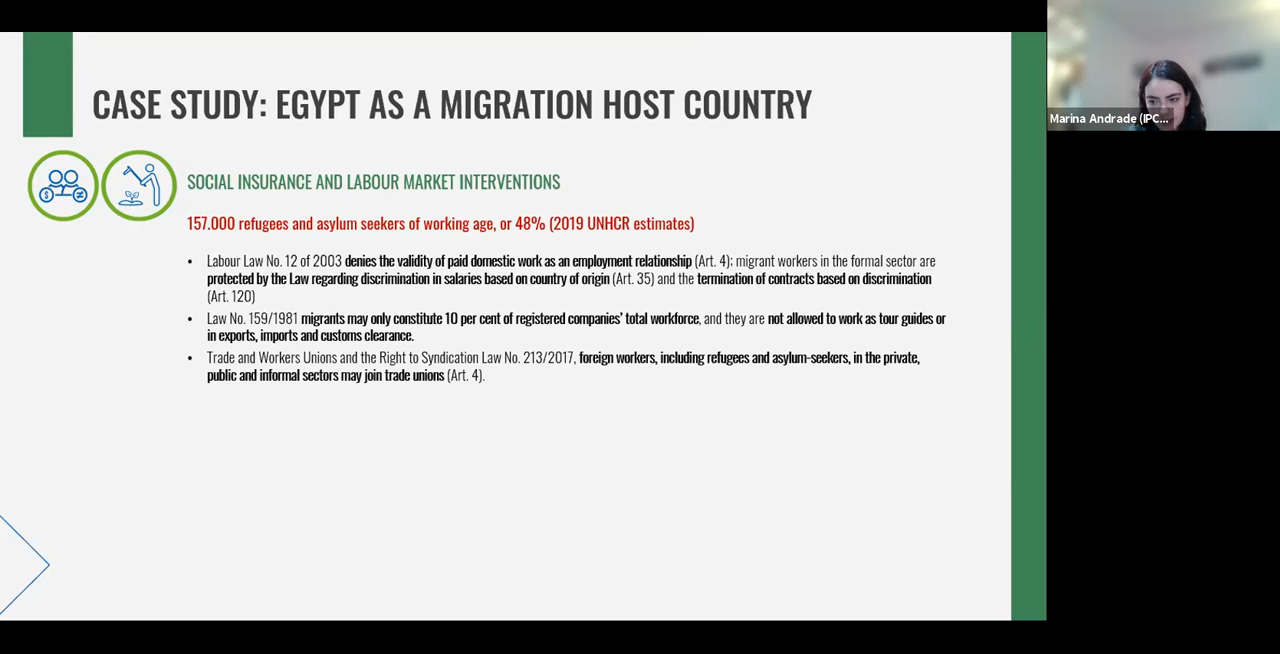 CASE STUDY: EGYPT AS A MIGRATION HOST COUNTRY
SOCIAL INSURANCE AND LABOUR MARKET INTERVENTIONS
157.000 refugees and asylum seekers of working age, or 48% (2019 UNHCR estimates)
• Labour Law No. 12 of 2003 denies the validity of paid domestic work as an employment relationship (Art. 4); migrant workers in the formal sector are
protected by the Law regarding discrimination in salaries based on country of origin (Art. 35) and the termination of contracts based on discrimination
(Art. 120)
• Law No. 159/1981 migrants may only constitute 10 per cent of registered companies' total workforce, and they are not allowed to work as tour guides or
in exports, imports and customs clearance.
• Trade and Workers Unions and the Right to Syndication Law No. 213/2017, foreign workers, including refugees and asylum-seekers, in the private,
public and informal sectors may join trade unions (Art. 4).
Marina Andrade (IPC...